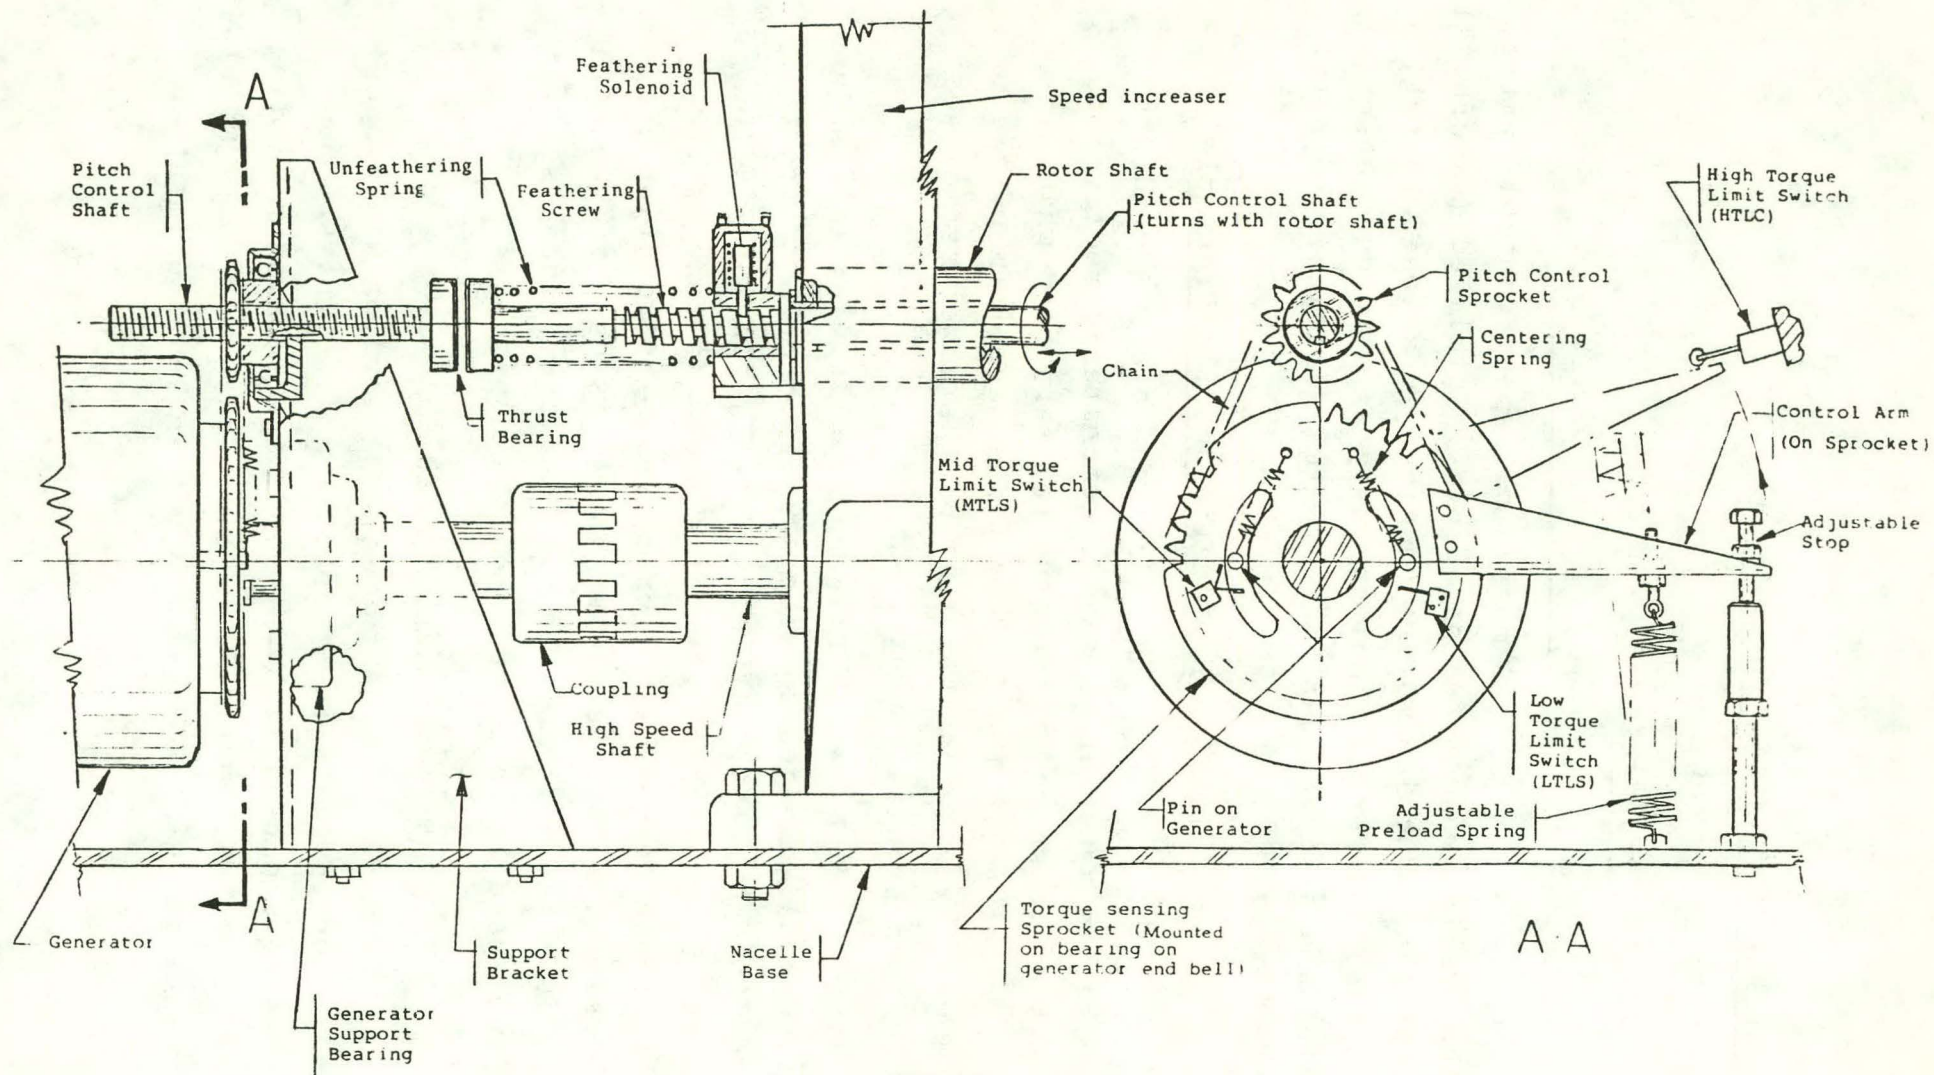 A
Feathering
Solenoid
Speed increaser
Pitch
Control
Shaft
Unfeathering
Spring
Feathering
Screw
Rotor Shaft
Pitch Control Shaft
(turns with rotor shaft)
High Torque
Limit Switch
(HTLC)
Pitch Control
Sprocket
Centering
Spring
Chain
Thrust
Bearing
Control Arm
(On Sprocket)
Mid Torque
Limit Switch
(MTLS)
Adjustable
Stop
Coupling
High Speed
Shaft
Low
Torque
Limit
Switch
(LTLS)
Pin on
Generator
Adjustable
Preload Spring
A
Generator
Support
Bracket
Nacelle
Base
Torque sensing
Sprocket (Mounted
on bearing on
generator end bell)
A-A
Generator
Support
Bearing